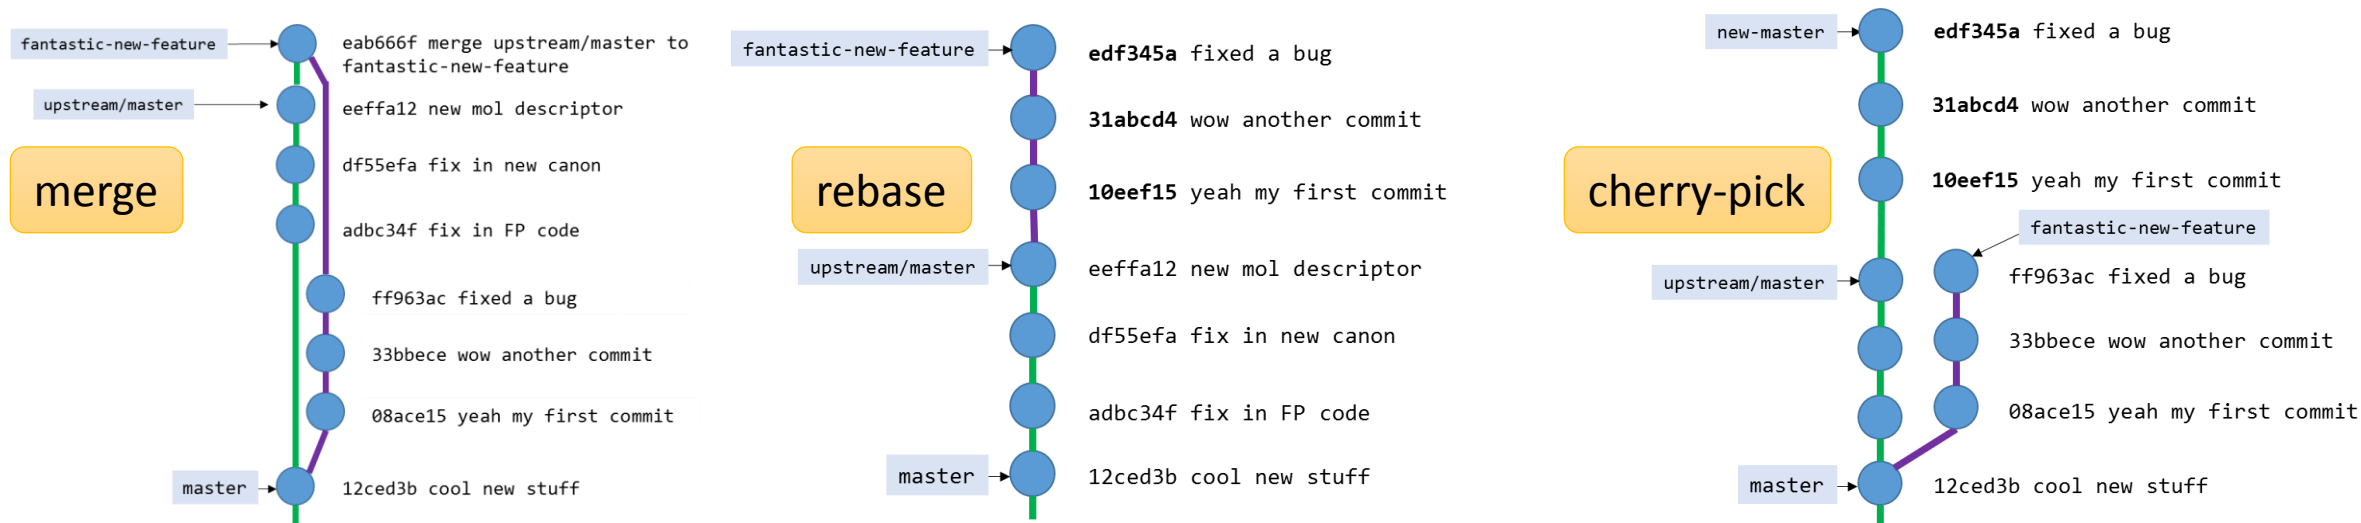 fantastic-new-feature
eab666f merge upstream/master to
fantastic-new-feature
upstream/master
eeffa12 new mol descriptor
merge
df55efa fix in new canon
adbc34f fix in FP code
ff963ac fixed a bug
33bbece wow another commit
08ace15 yeah my first commit
master
12ced3b cool new stuff
fantastic-new-feature
edf345a fixed a bug
31abcd4 wow another commit
rebase
10eef15 yeah my first commit
upstream/master
eeffa12 new mol descriptor
df55efa fix in new canon
adbc34f fix in FP code
master
12ced3b cool new stuff
new-master
edf345a fixed a bug
31abcd4 wow another commit
cherry-pick
10eef15 yeah my first commit
fantastic-new-feature
upstream/master
ff963ac fixed a bug
33bbece wow another commit
08ace15 yeah my first commit
master
12ced3b cool new stuff